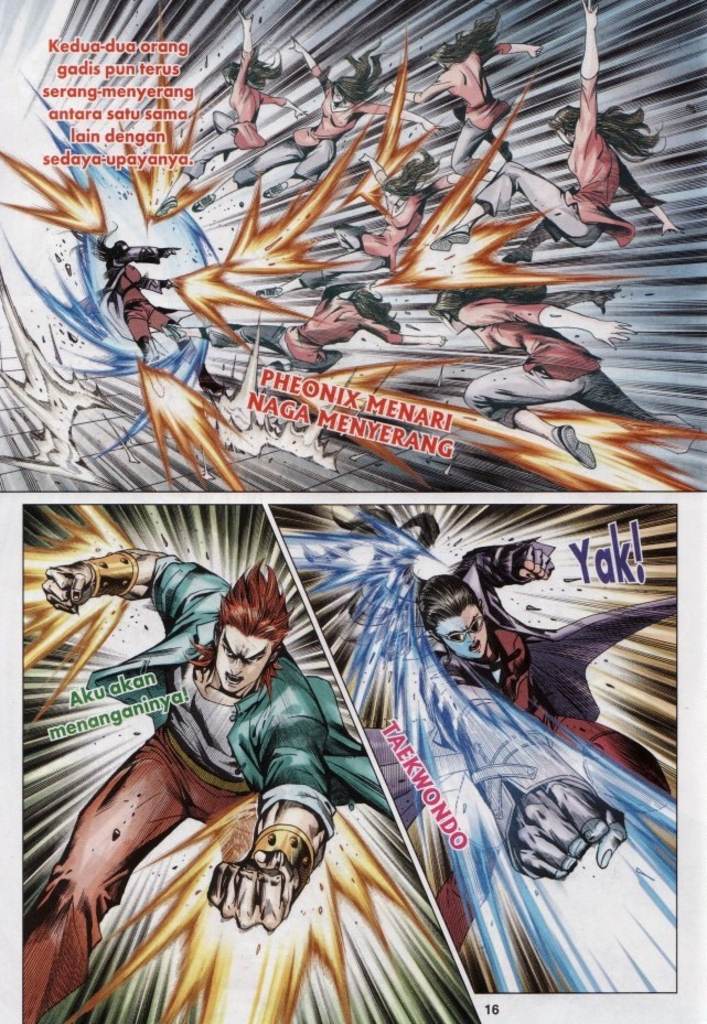 Kedua-dua orang
gadis pun terus
serang-menyerang
antara satu sama
lain dengan
sedaya-upayanya.
PHEONIX MENARI
NAGA MENYERANG
Aku akan
menanganinya!
Yak!
TAEKWONDO
16